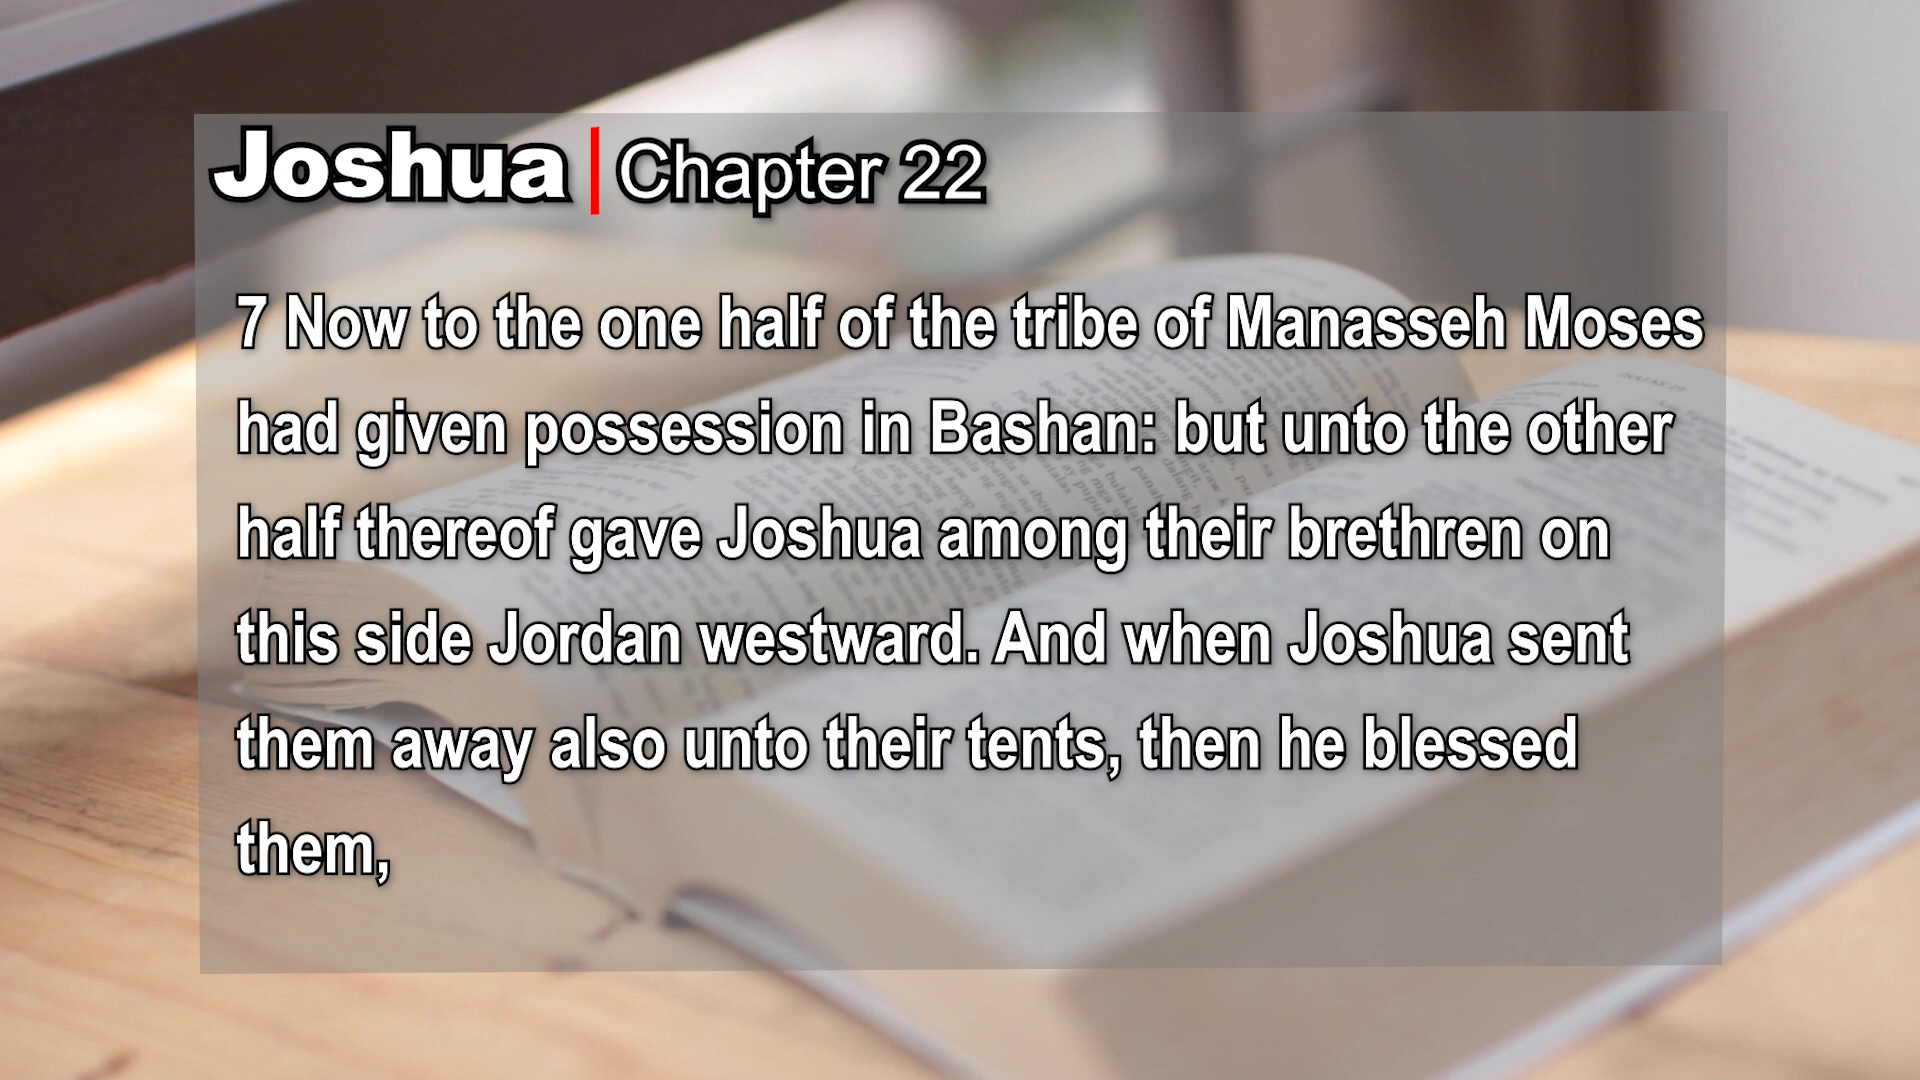 Joshua | Chapter 22
7 Now to the one half of the tribe of Manasseh Moses
had given possession in Bashan: but unto the other
half thereof gave Joshua among their brethren on
this side Jordan westward. And when Joshua sent
them away also unto their tents, then he blessed
them,